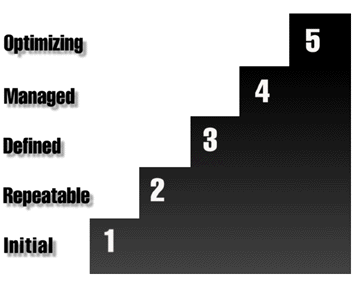 Optimizing 5
Managed 4
Defined 3
Repeatable 2
Initial 1